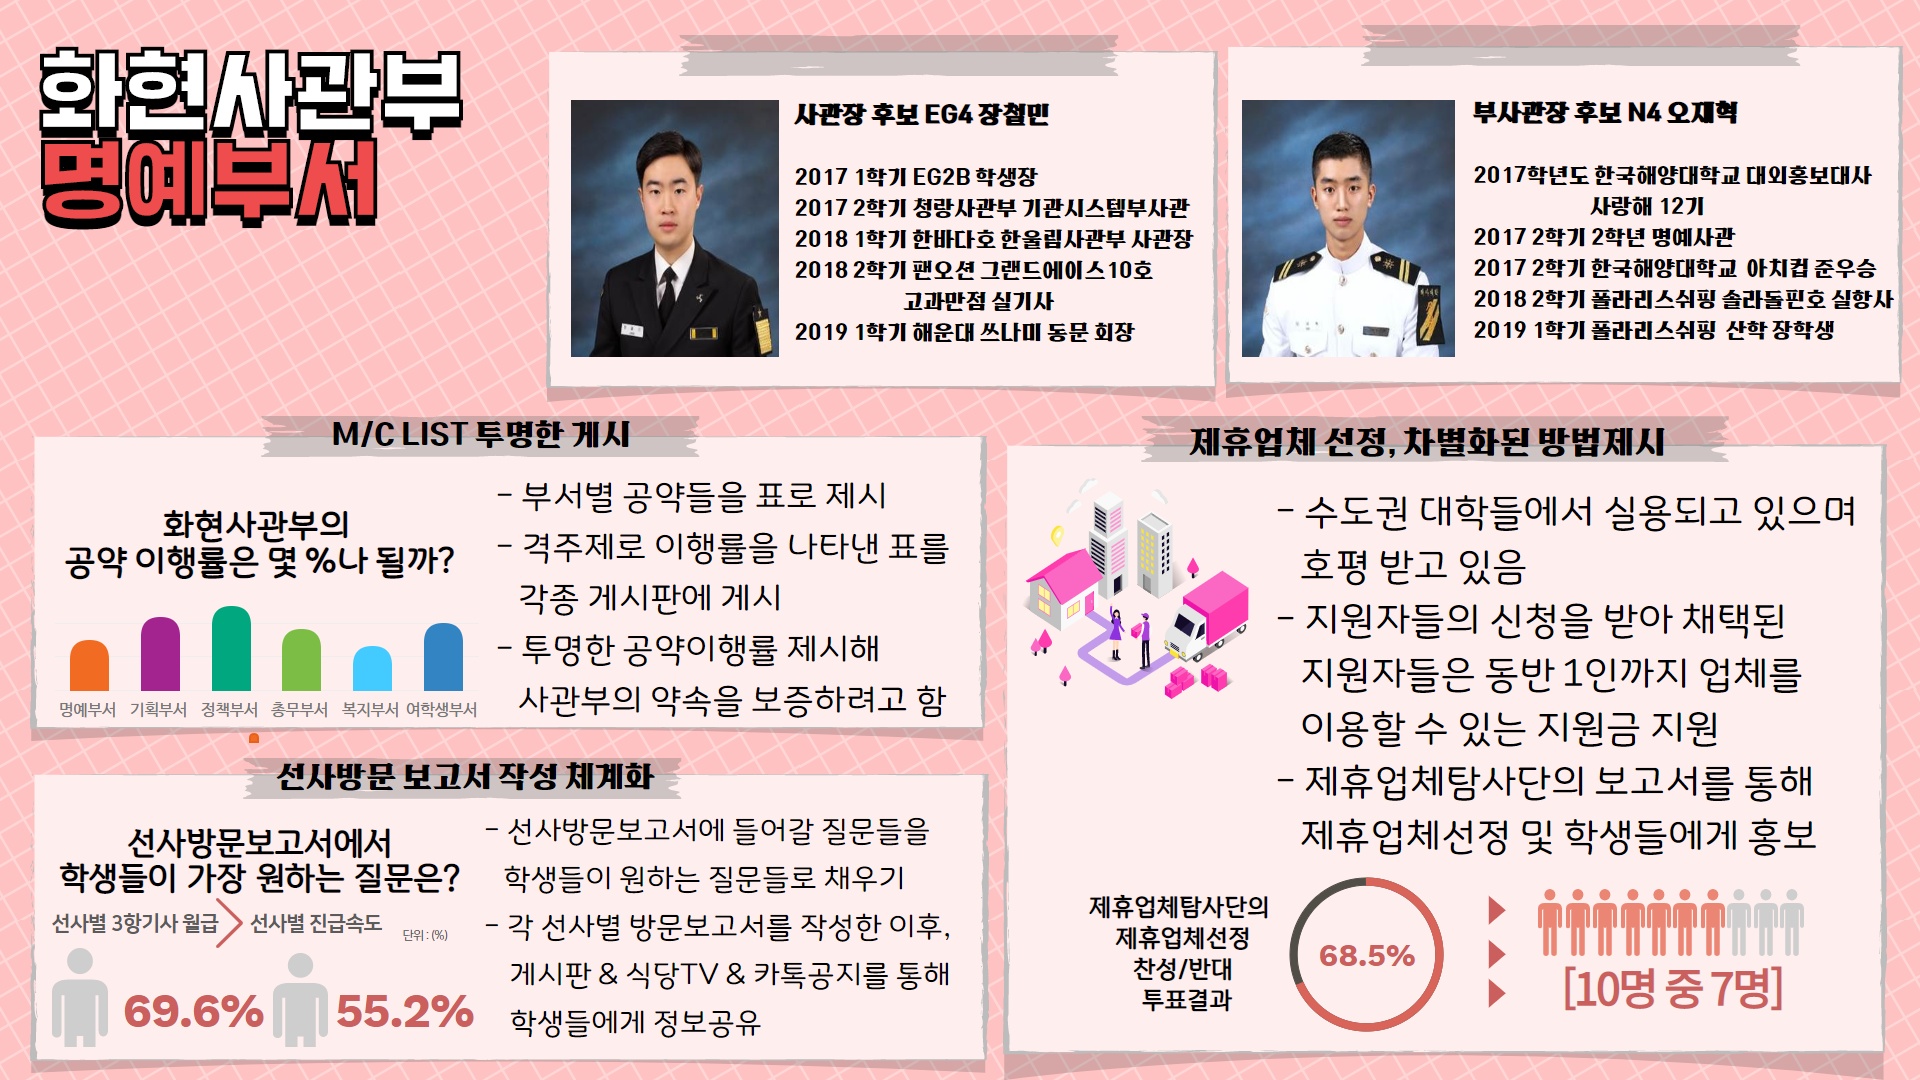 화현사관부
명예부서
사관장 후보 EG4 장철민
2017 1학기 EG2B 학생장
2017 2학기 청랑사관부 기관시스템부사관
2018 1학기 한바다호 한울림사관부 사관장
2018 2학기 팬오션 그랜드에이스10호
고과만점 실기사
2019 1학기 해운대 쓰나미 동문 회장
부사관장 후보 N4 오재혁
2017학년도 한국해양대학교 대외홍보대사
사랑해 12기
2017 2학기 2학년 명예사관
2017 2학기 한국해양대학교 아치컵 준우승
2018 2학기 폴라리스쉬핑 솔라돌핀호 실항사
2019 1학기 폴라리스쉬핑 산학 장학생
M/C LIST 투명한 게시
화현사관부의
공약 이행률은 몇 %나 될까?
명예부서 기획부서 정책부서 총무부서 복지부서 여학생부서
- 부서별 공약들을 표로 제시
- 격주제로 이행률을 나타낸 표를
각종 게시판에 게시
- 투명한 공약이행률 제시해
사관부의 약속을 보증하려고 함
선사방문 보고서 작성 체계화
선사방문보고서에서
학생들이 가장 원하는 질문은?
선사별 3항기사 월급 선사별 진급속도 단위 : (%)
69.6% 55.2%
- 선사방문보고서에 들어갈 질문들을
학생들이 원하는 질문들로 채우기
- 각 선사별 방문보고서를 작성한 이후,
게시판 & 식당TV & 카톡공지를 통해
학생들에게 정보공유
제휴업체 선정, 차별화된 방법제시
- 수도권 대학들에서 실용되고 있으며
호평 받고 있음
- 지원자들의 신청을 받아 채택된
지원자들은 동반 1인까지 업체를
이용할 수 있는 지원금 지원
- 제휴업체탐사단의 보고서를 통해
제휴업체선정 및 학생들에게 홍보
제휴업체탐사단의
제휴업체선정
찬성/반대
투표결과
68.5%
[10명 중 7명]